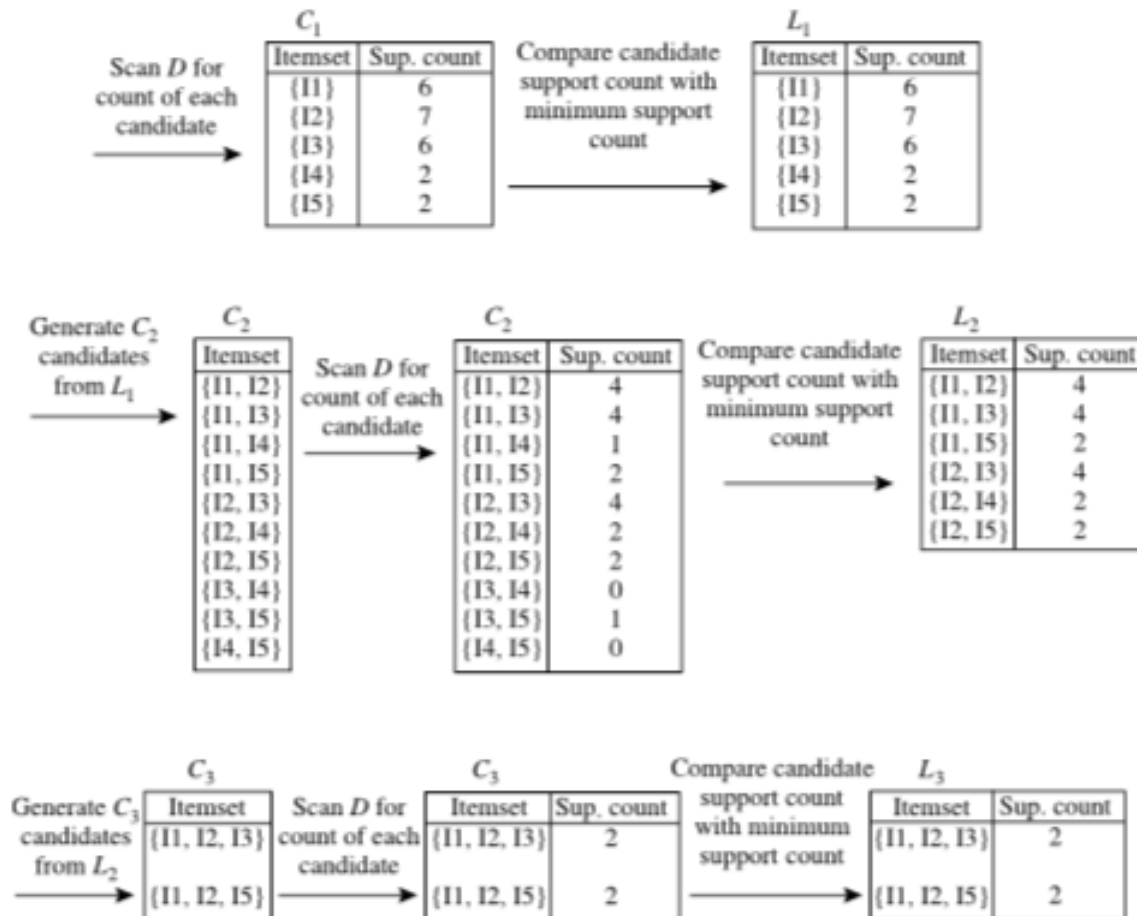 C1
L1
Scan D for
count of each
candidate
Itemset Sup. count
{I1} 6
{I2} 7
{I3} 6
{I4} 2
{I5} 2
Compare candidate
support count with
minimum support
count
Itemset Sup. count
{I1} 6
{I2} 7
{I3} 6
{I4} 2
{I5} 2
Generate C2
candidates
from L1
C2
Itemset
{I1, I2}
{I1, I3}
{I1, I4}
{I1, I5}
{I2, I3}
{I2, I4}
{I2, I5}
{I3, I4}
{I3, I5}
{I4, I5}
Scan D for
count of each
candidate
C2
Itemset Sup. count
{I1, I2} 4
{I1, I3} 4
{I1, I4} 1
{I1, I5} 2
{I2, I3} 4
{I2, I4} 2
{I2, I5} 2
{I3, I4} 0
{I3, I5} 1
{I4, I5} 0
Compare candidate
support count with
minimum support
count
L2
Itemset Sup. count
{I1, I2} 4
{I1, I3} 4
{I1, I5} 2
{I2, I3} 4
{I2, I4} 2
{I2, I5} 2
Generate C3
candidates
from L2
C3
Itemset
{I1, I2, I3}
{I1, I2, I5}
Scan D for
count of each
candidate
C3
Itemset Sup. count
{I1, I2, I3} 2
{I1, I2, I5} 2
Compare candidate
support count
with minimum
support count
L3
Itemset Sup. count
{I1, I2, I3} 2
{I1, I2, I5} 2